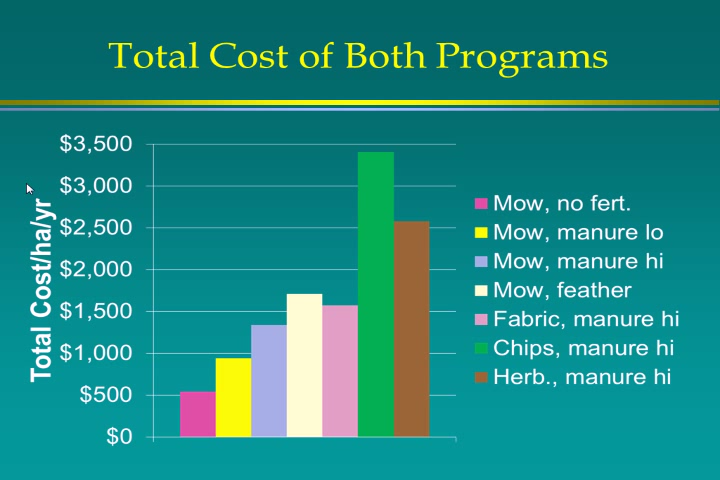 Total Cost of Both Programs
Total Cost/ha/yr
$3,500
$3,000
$2,500
$2,000
$1,500
$1,000
$500
$0
Mow, no fert.
Mow, manure lo
Mow, manure hi
Mow, feather
Fabric, manure hi
Chips, manure hi
Herb., manure hi